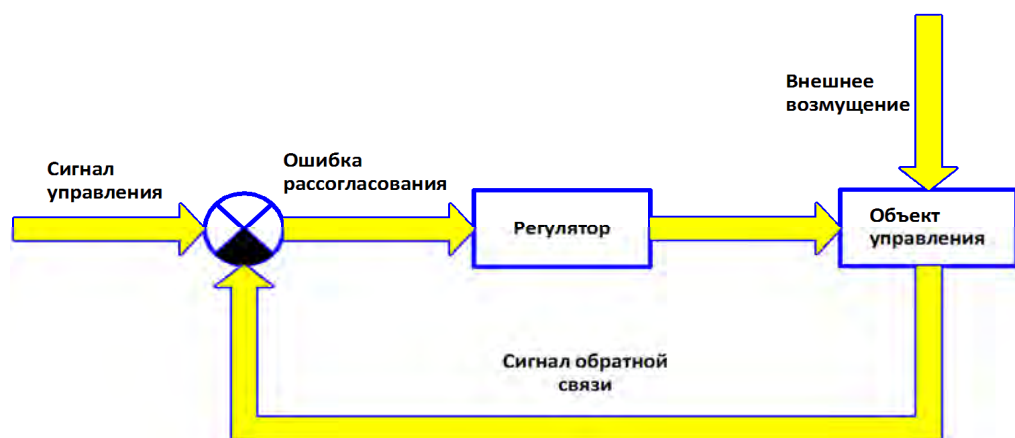 Внешнее
возмущение
Сигнал
управления
Ошибка
рассогласования
Регулятор
Объект
управления
Сигнал обратной
связи